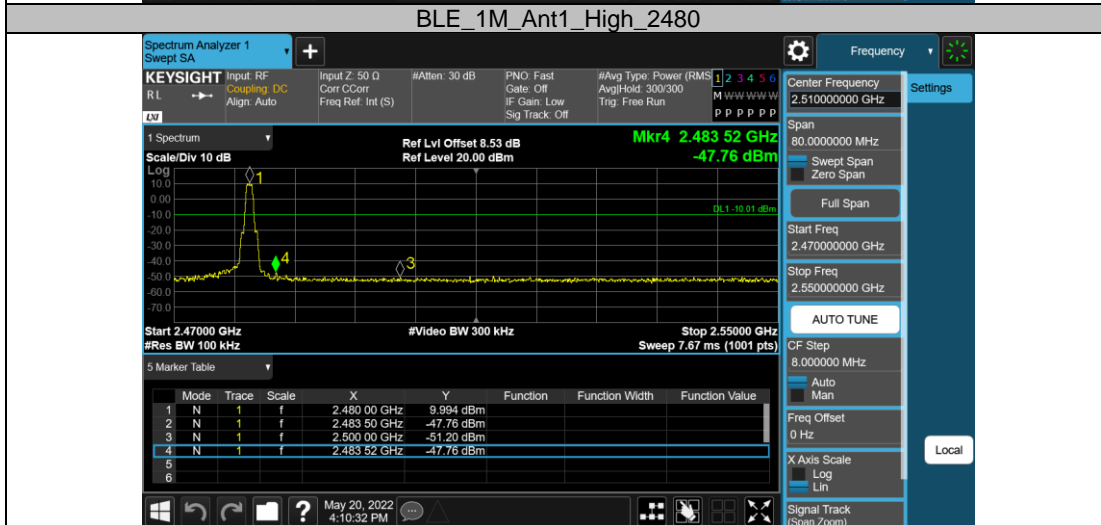 BLE_1M_Ant1_High_2480
Spectrum Analyzer 1
Swept SA
Frequency
KEYSIGHT
R L
LXI
Input: RF
Coupling: DC
Align: Auto
Input Z: 50 Ω
Corr CCorr
Freq Ref: Int (S)
#Atten: 30 dB
PNO: Fast
Gate: Off
IF Gain: Low
Sig Track: Off
#Avg Type: Power (RMS
Avg|Hold: 300/300
Trig: Free Run
1 2 3 4 5 6
M W W W W W
P P P P P P
Center Frequency
2.510000000 GHz
Settings
Span
80.0000000 MHz
Swept Span
Zero Span
Full Span
Start Freq
2.470000000 GHz
Stop Freq
2.550000000 GHz
AUTO TUNE
CF Step
8.000000 MHz
Auto
Man
Freq Offset
0 Hz
Local
X Axis Scale
Log
Lin
Signal Track
(Span Zoom)
1 Spectrum
Scale/Div 10 dB
Ref Lvl Offset 8.53 dB
Ref Level 20.00 dBm
Mkr4 2.483 52 GHz
-47.76 dBm
Log
10.0
0.00
-10.0
-20.0
-30.0
-40.0
-50.0
-60.0
-70.0
1
4
3
DL1 -10.01 dBm
Start 2.47000 GHz
#Video BW 300 kHz
Stop 2.55000 GHz
#Res BW 100 kHz
Sweep 7.67 ms (1001 pts)
5 Marker Table
Mode Trace Scale X Y Function Function Width Function Value
1 N 1 f 2.480 00 GHz 9.994 dBm
2 N 1 f 2.483 50 GHz -47.76 dBm
3 N 1 f 2.500 00 GHz -51.20 dBm
4 N 1 f 2.483 52 GHz -47.76 dBm
5
6
May 20, 2022
4:10:32 PM